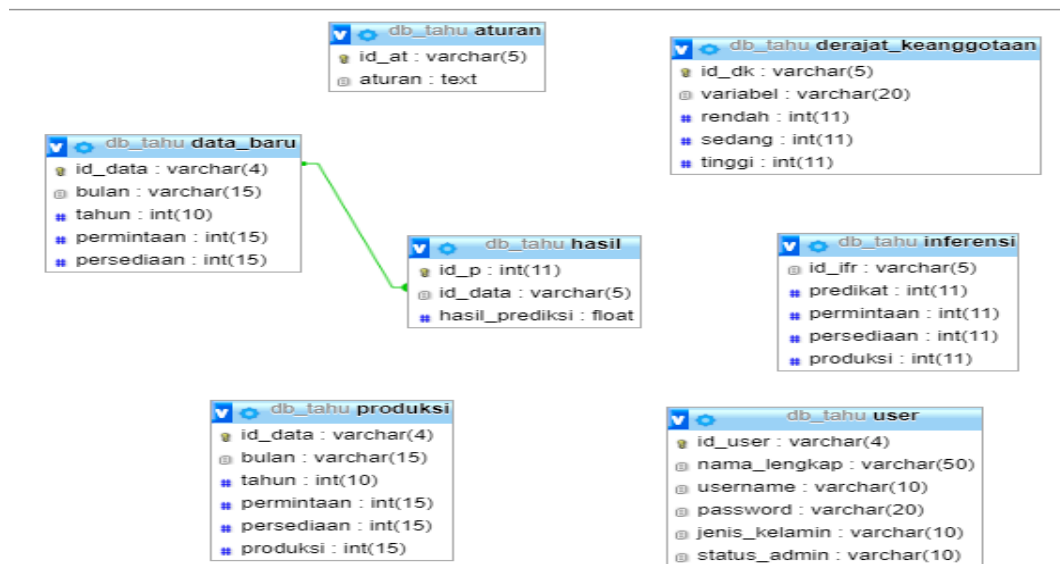 db_tahu aturan
id_at : varchar(5)
aturan : text
db_tahu derajat_keanggotaan
id_dk : varchar(5)
variabel : varchar(20)
rendah : int(11)
sedang : int(11)
tinggi : int(11)
db_tahu data_baru
id_data : varchar(4)
bulan : varchar(15)
tahun : int(10)
permintaan : int(15)
persediaan : int(15)
db_tahu hasil
id_p : int(11)
id_data : varchar(5)
hasil_prediksi : float
db_tahu inferensi
id_ifr : varchar(5)
predikat : int(11)
permintaan : int(11)
persediaan : int(11)
produksi : int(11)
db_tahu produksi
id_data : varchar(4)
bulan : varchar(15)
tahun : int(10)
permintaan : int(15)
persediaan : int(15)
produksi : int(15)
db_tahu user
id_user : varchar(4)
nama_lengkap : varchar(50)
username : varchar(10)
password : varchar(20)
jenis_kelamin : varchar(10)
status_admin : varchar(10)